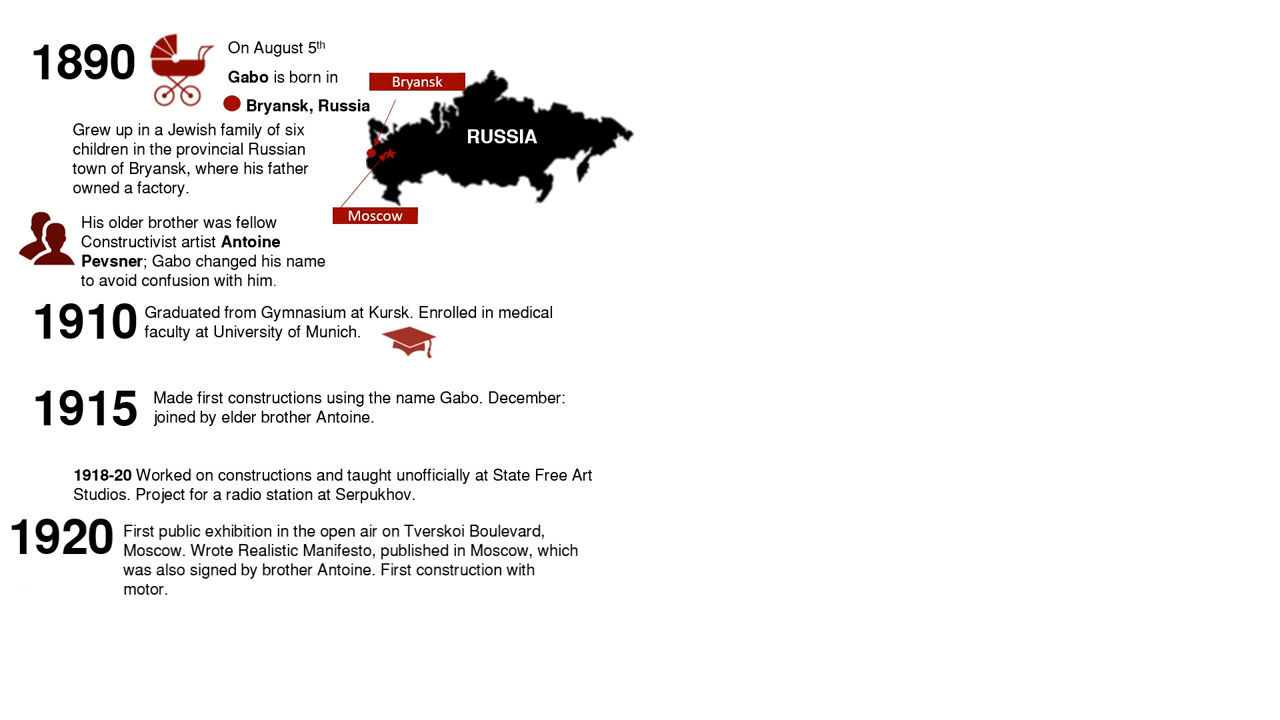 1890
On August 5th
Gabo is born in
Bryansk, Russia
Bryansk
RUSSIA
Moscow
Grew up in a Jewish family of six
children in the provincial Russian
town of Bryansk, where his father
owned a factory.
His older brother was fellow
Constructivist artist Antoine
Pevsner; Gabo changed his name
to avoid confusion with him.
1910
Graduated from Gymnasium at Kursk. Enrolled in medical
faculty at University of Munich.
1915
Made first constructions using the name Gabo. December:
joined by elder brother Antoine.
1918-20 Worked on constructions and taught unofficially at State Free Art
Studios. Project for a radio station at Serpukhov.
1920
First public exhibition in the open air on Tverskoi Boulevard,
Moscow. Wrote Realistic Manifesto, published in Moscow, which
was also signed by brother Antoine. First construction with
motor.